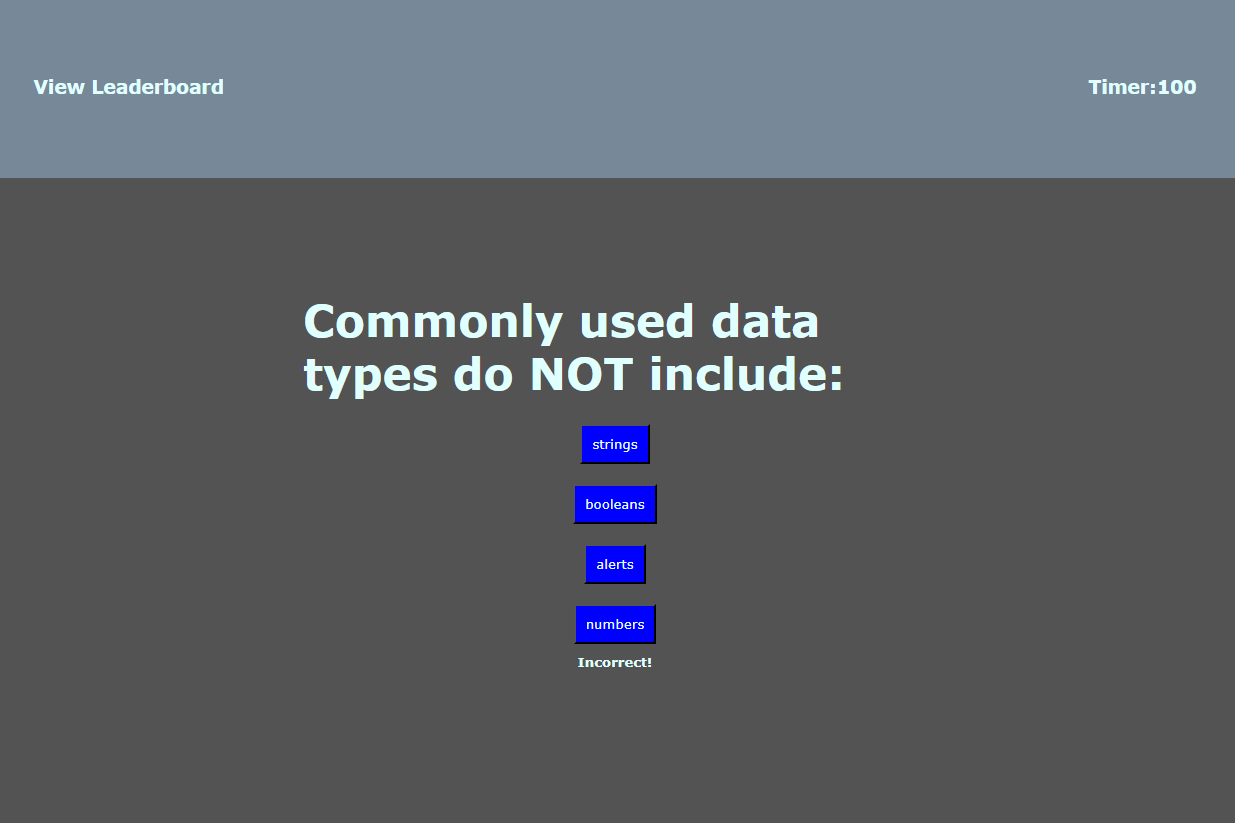 View Leaderboard
Timer:100
Commonly used data
types do NOT include:
strings
booleans
alerts
numbers
Incorrect!